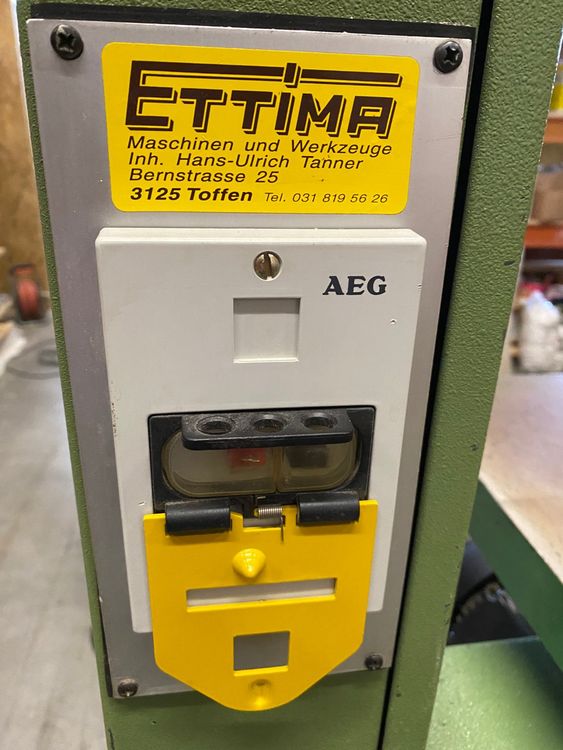 ETTIMA
Maschinen und Werkzeuge
Inh. Hans-Ulrich Tanner
Bernstrasse 25
3125 Toffen Tel. 031 819 56 26
AEG